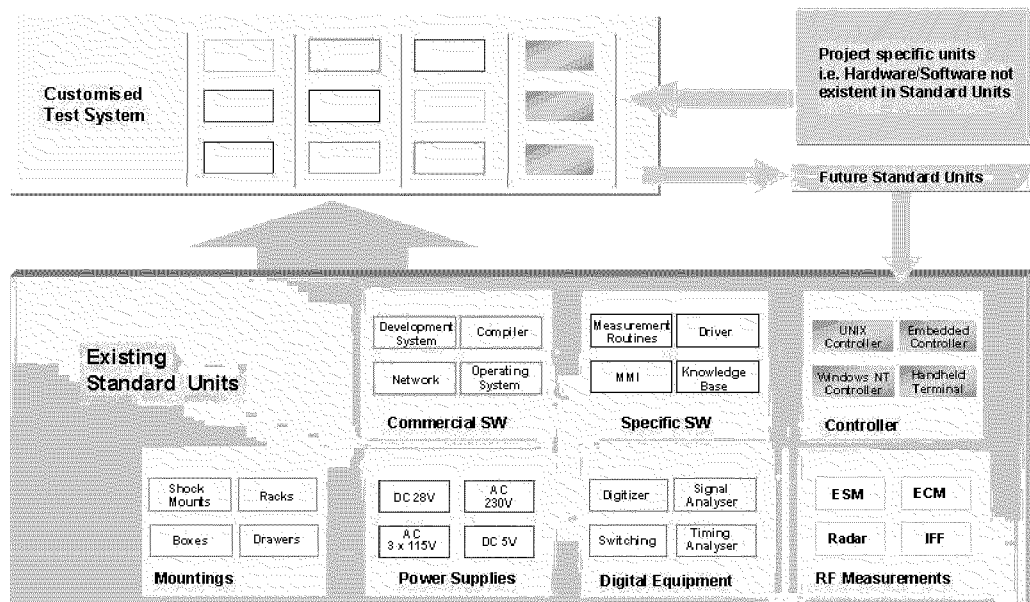 Customised
Test System
Project specific units
i.e. Hardware/Software not
existent in Standard Units
Future Standard Units
Existing
Standard Units
Development
System
Compiler
Network
Operating
System
Commercial SW
Measurement
Routines
Driver
MMI
Knowledge
Base
Specific SW
UNIX
Controller
Embedded
Controller
Windows NT
Controller
Handheld
Terminal
Controller
Shock
Mounts
Racks
Boxes
Drawers
Mountings
DC 28V
AC
230V
AC
3 x 115V
DC 5V
Power Supplies
Digitizer
Signal
Analyser
Switching
Timing
Analyser
Digital Equipment
ESM
ECM
Radar
IFF
RF Measurements